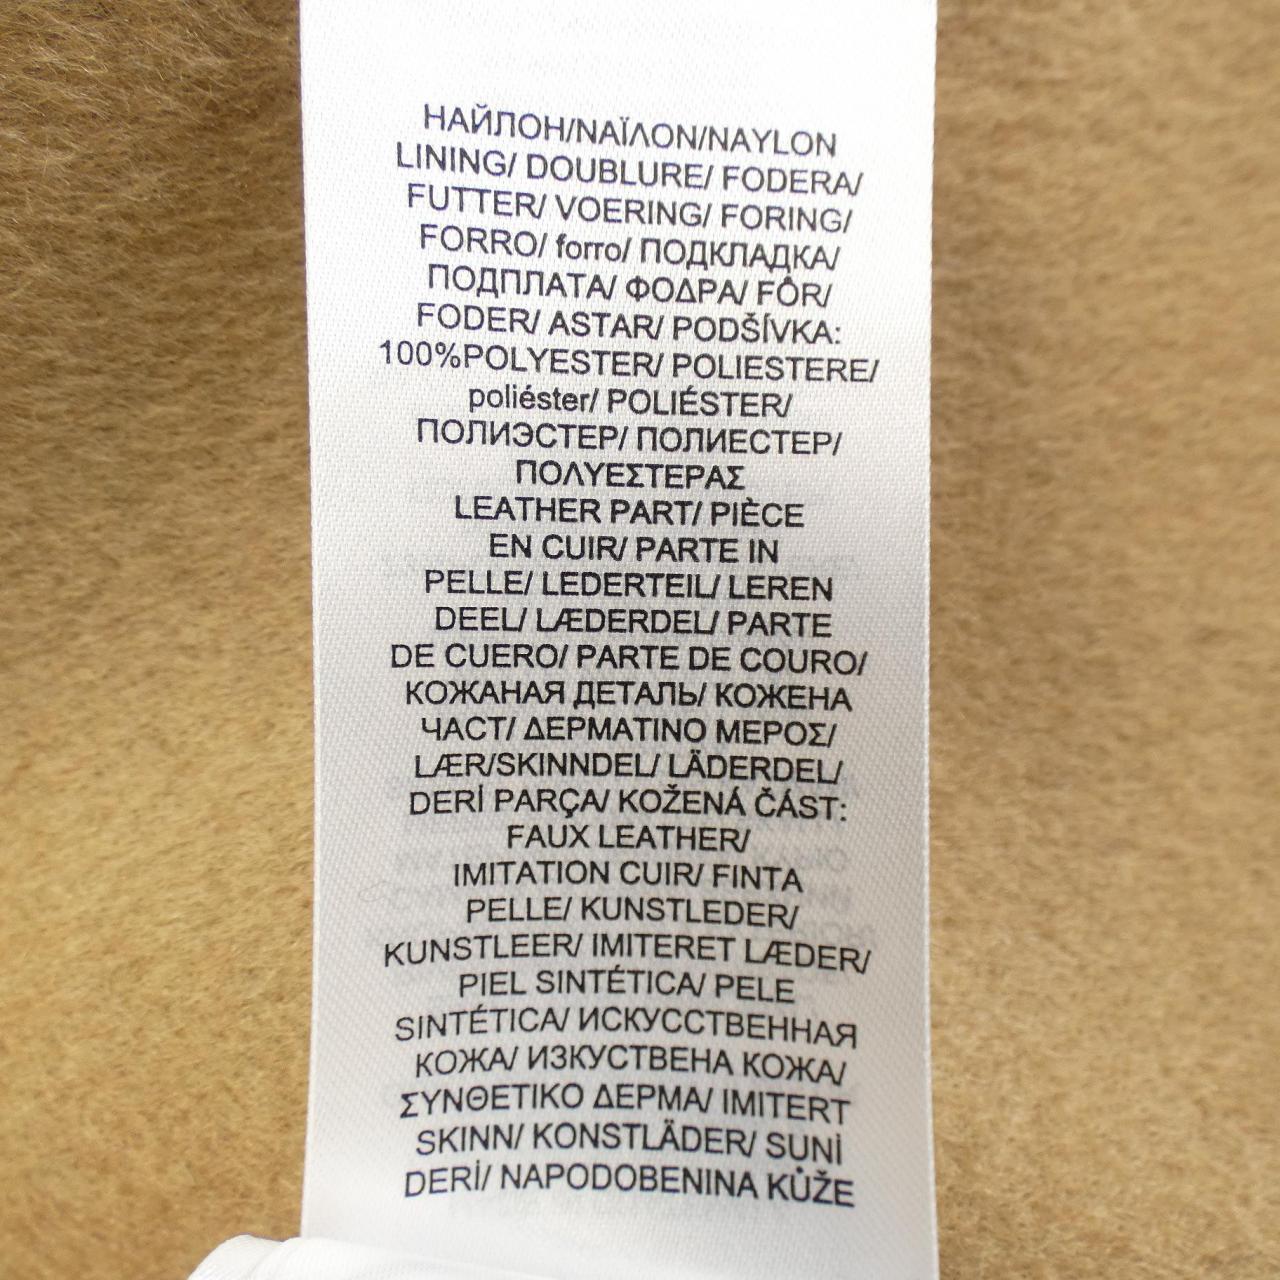 НАЙЛОН/ΝΑΪΛΟΝ/NAYLON
LINING/ DOUBLURE/ FODERA/
FUTTER/ VOERING/ FORING/
FORRO/ forro/ ПОДКЛАДКА/
ПОДПЛАТА/ ΦΟΔΡΑ/ FÔR/
FODER/ ASTAR/ PODŠÍVKA:
100%POLYESTER/ POLIESTERE/
poliéster/ POLIÉSTER/
ПОЛИЭСТЕР/ ПОЛИЕСТЕР/
ΠΟΛΥΕΣΤΕΡΑΣ
LEATHER PART/ PIÈCE
EN CUIR/ PARTE IN
PELLE/ LEDERTEIL/ LEREN
DEEL/ LÆDERDEL/ PARTE
DE CUERO/ PARTE DE COURO/
КОЖАНАЯ ДЕТАЛЬ/ КОЖЕНА
ЧАСТ/ ΔΕΡΜΑΤΙΝΟ ΜΕΡΟΣ/
LÆR/SKINNDEL/ LÄDERDEL/
DERİ PARÇA/ KOŽENÁ ČÁST:
FAUX LEATHER/
IMITATION CUIR/ FINTA
PELLE/ KUNSTLEDER/
KUNSTLEER/ IMITERET LÆDER/
PIEL SINTÉTICA/ PELE
SINTÉTICA/ ИСКУССТВЕННАЯ
КОЖА/ ИЗКУСТВЕНА КОЖА/
ΣΥΝΘΕΤΙΚΟ ΔΕΡΜΑ/ IMITERT
SKINN/ KONSTLÄDER/ SUNİ
DERİ/ NAPODOBENINA KŮŽE